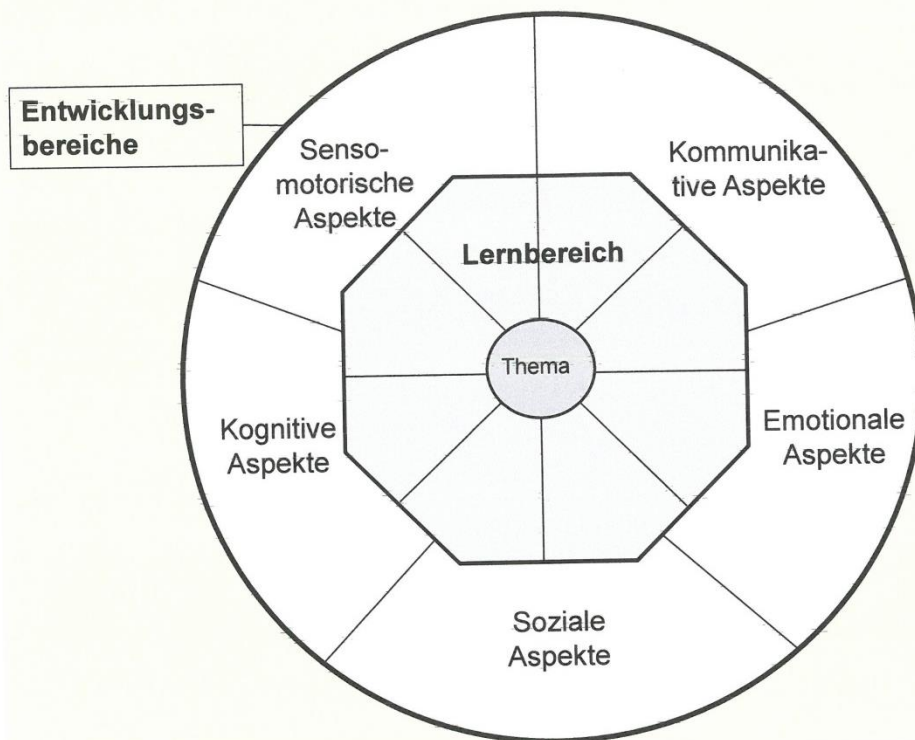 Entwicklungs-
bereiche
Senso-
motorische
Aspekte
Kommunika-
tive Aspekte
Lernbereich
Thema
Kognitive
Aspekte
Emotionale
Aspekte
Soziale
Aspekte